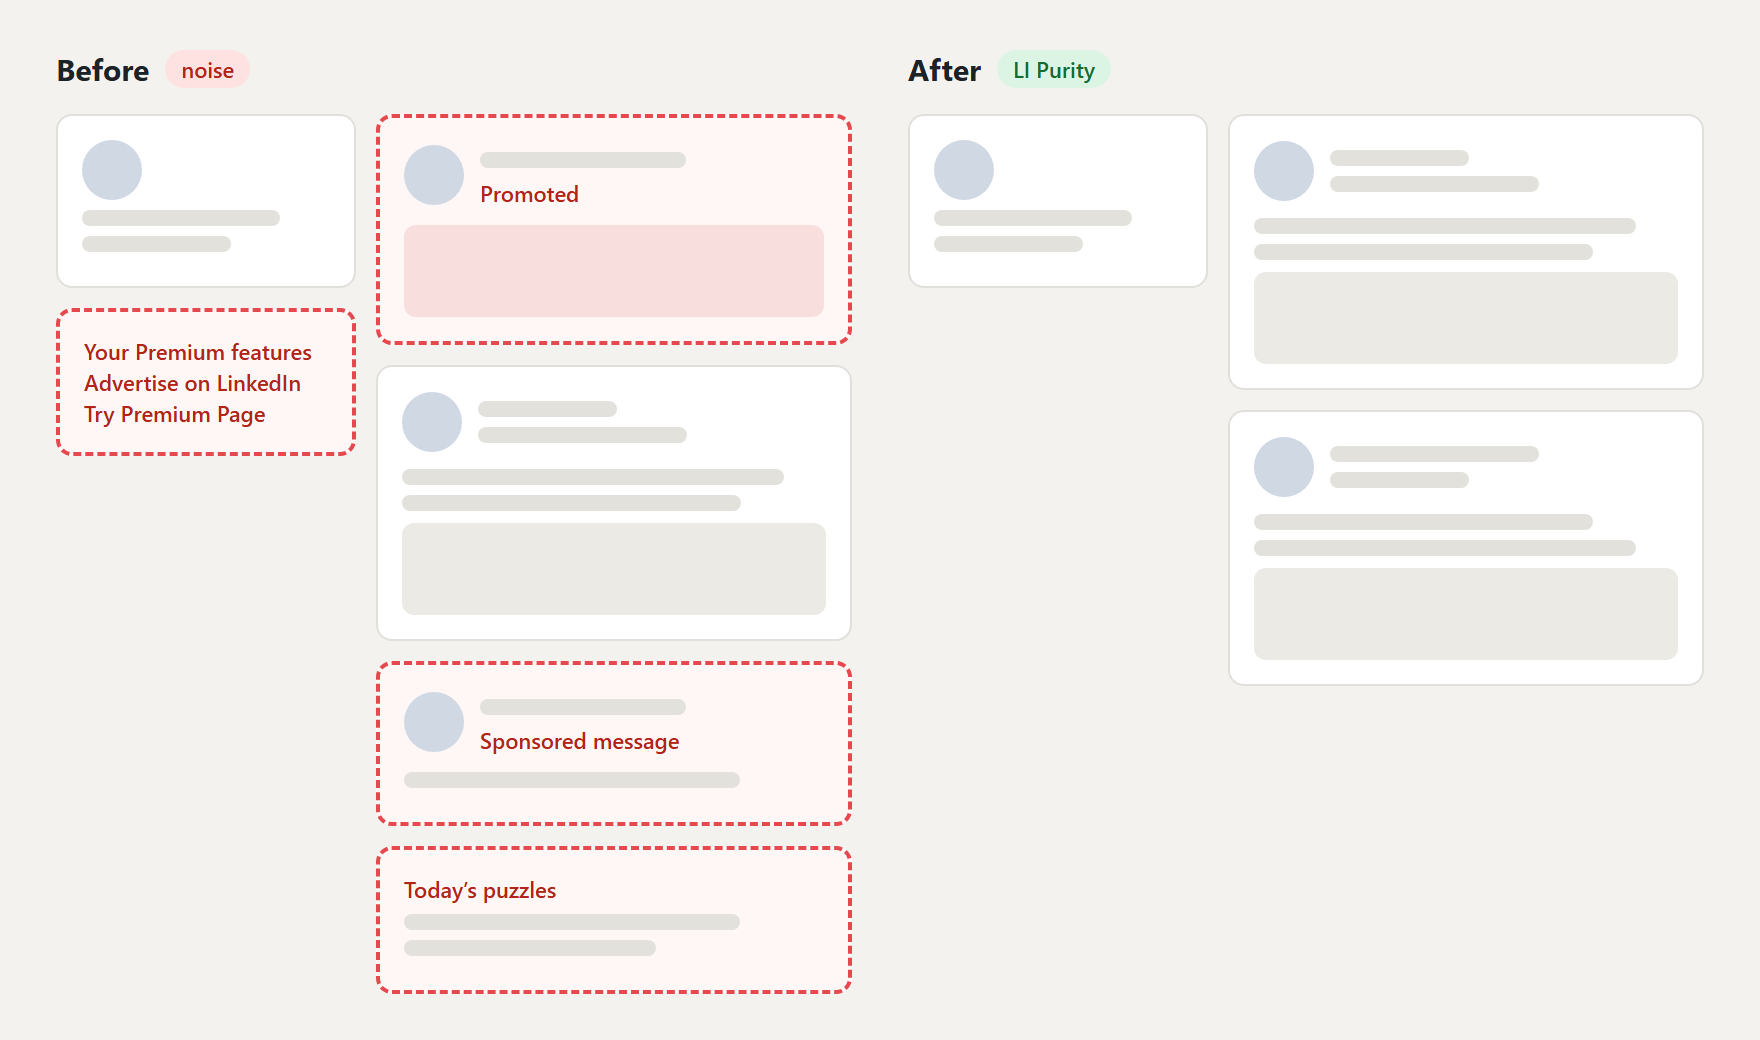 Before noise
Your Premium features
Advertise on LinkedIn
Try Premium Page
Promoted
Sponsored message
Today’s puzzles
After LI Purity